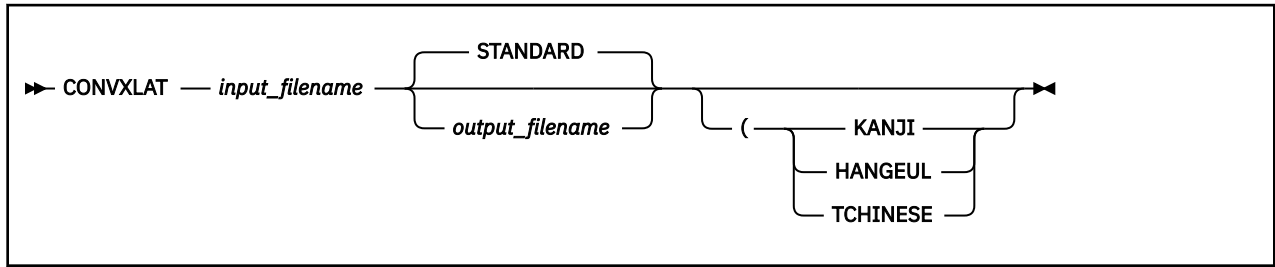 STANDARD
CONVXLAT input_filename
output_filename
( KANJI
HANGEUL
TCHINESE